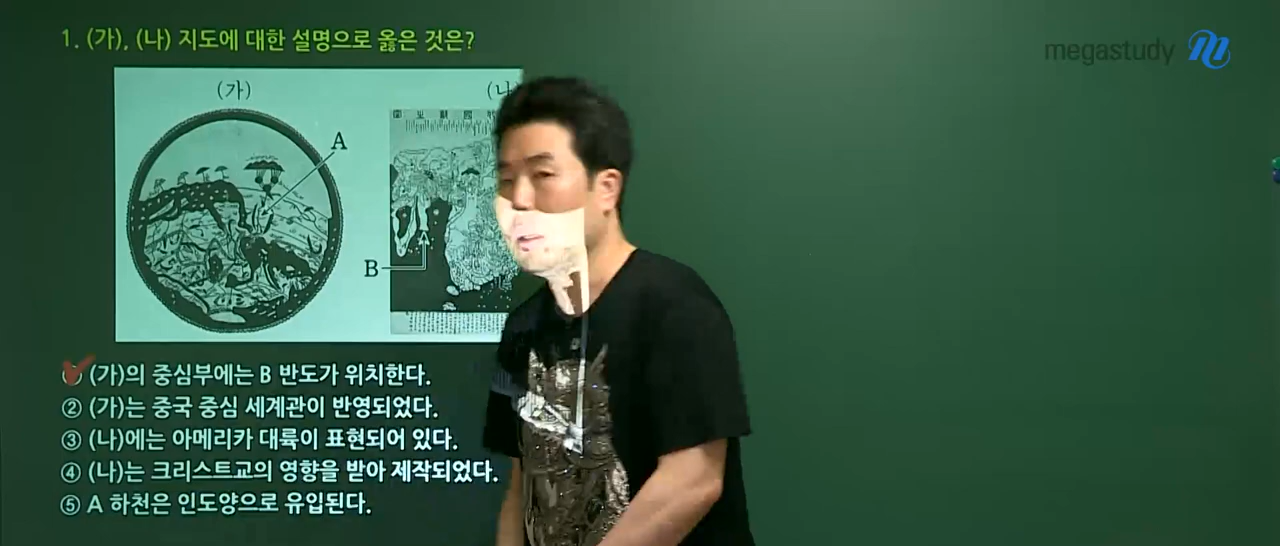 1. (가), (나) 지도에 대한 설명으로 옳은 것은?
megastudy
(가)
(나
A
B
① (가)의 중심부에는 B 반도가 위치한다.
② (가)는 중국 중심 세계관이 반영되었다.
③ (나)에는 아메리카 대륙이 표현되어 있다.
④ (나)는 크리스트교의 영향을 받아 제작되었다.
⑤ A 하천은 인도양으로 유입된다.